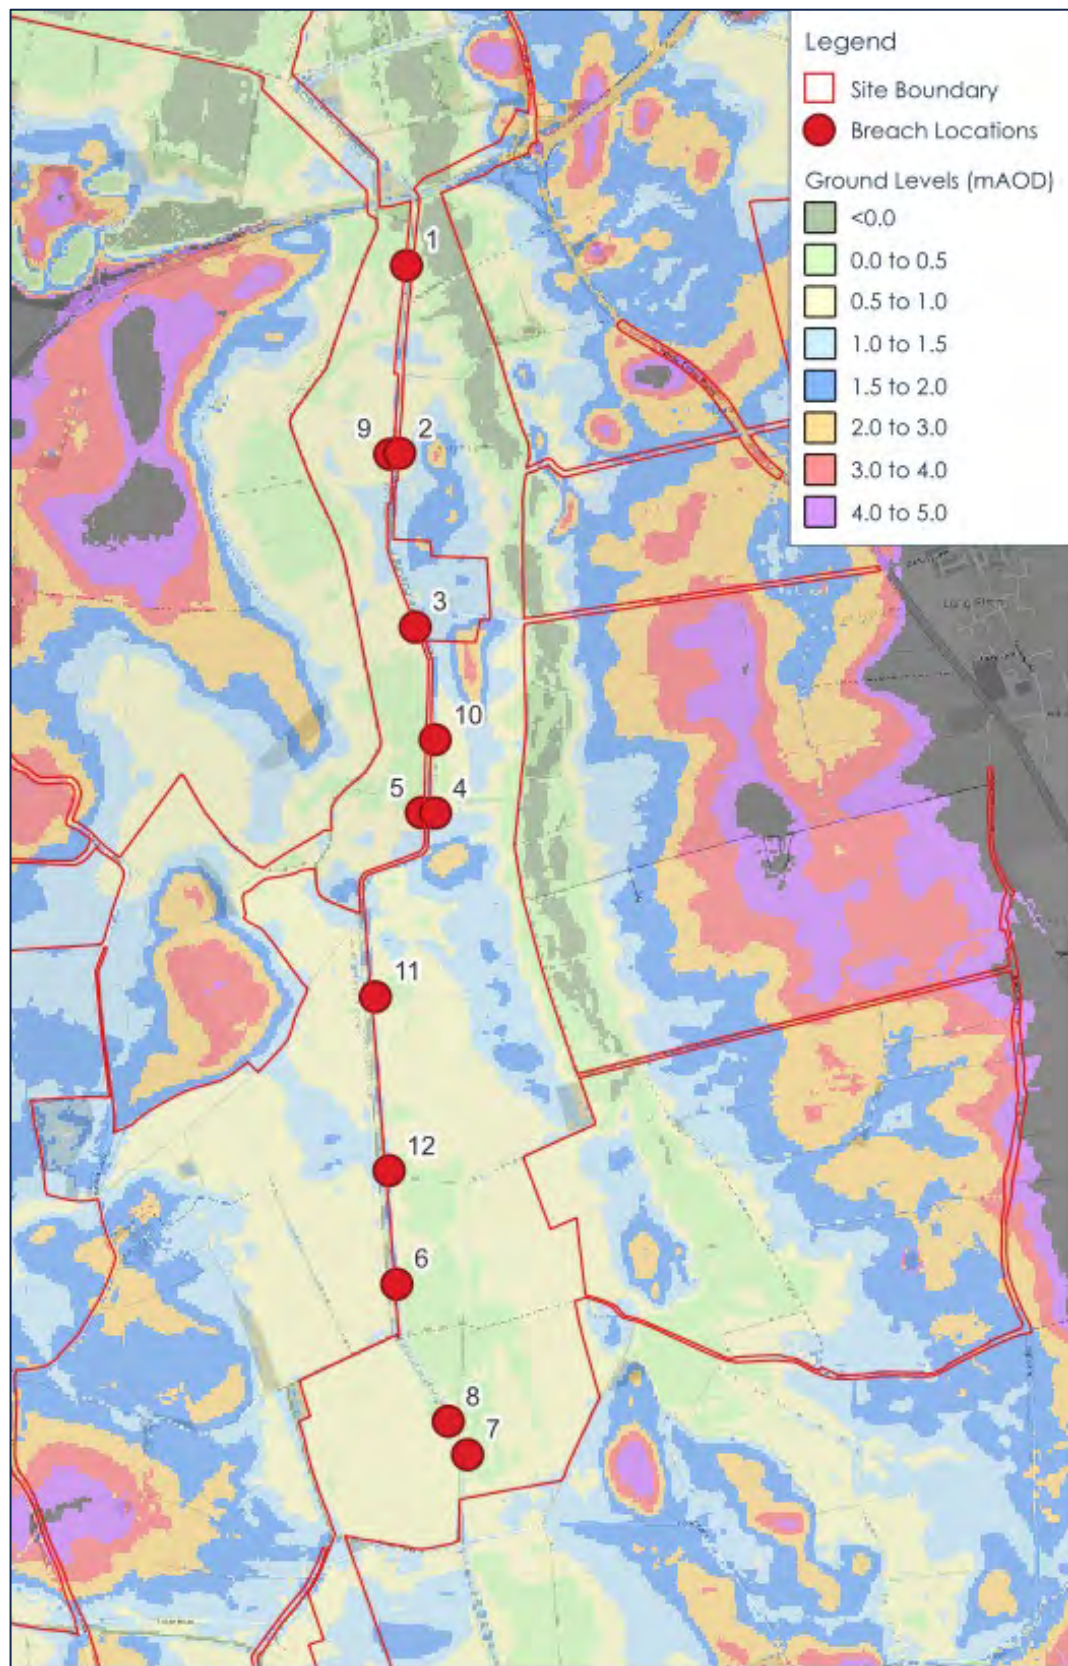 Legend
Site Boundary
Breach Locations
Ground Levels (mAOD)
<0.0
0.0 to 0.5
0.5 to 1.0
1.0 to 1.5
1.5 to 2.0
2.0 to 3.0
3.0 to 4.0
4.0 to 5.0
1
9
2
3
10
5
4
11
12
6
8
7